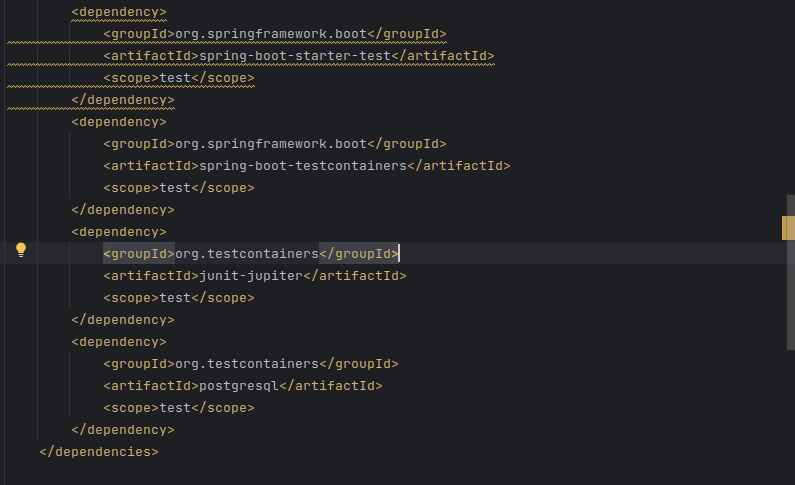 <dependency>
<groupId>org.springframework.boot</groupId>
<artifactId>spring-boot-starter-test</artifactId>
<scope>test</scope>
</dependency>
<dependency>
<groupId>org.springframework.boot</groupId>
<artifactId>spring-boot-testcontainers</artifactId>
<scope>test</scope>
</dependency>
<dependency>
<groupId>org.testcontainers</groupId>
<artifactId>junit-jupiter</artifactId>
<scope>test</scope>
</dependency>
<dependency>
<groupId>org.testcontainers</groupId>
<artifactId>postgresql</artifactId>
<scope>test</scope>
</dependency>
</dependencies>